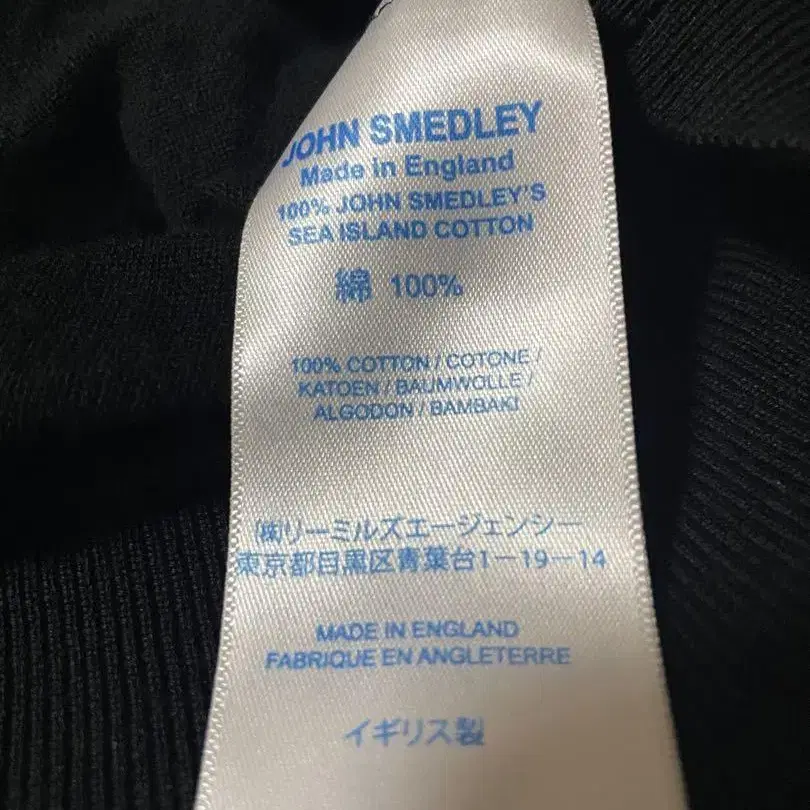 JOHN SMEDLEY
Made in England
100% JOHN SMEDLEY'S
SEA ISLAND COTTON
綿 100%
100% COTTON / COTONE /
KATOEN / BAUMWOLLE /
ALGODON / BAMBAKI
㈱リーミルズエージェンシー
東京都目黒区青葉台1-19-14
MADE IN ENGLAND
FABRIQUE EN ANGLETERRE
イギリス製